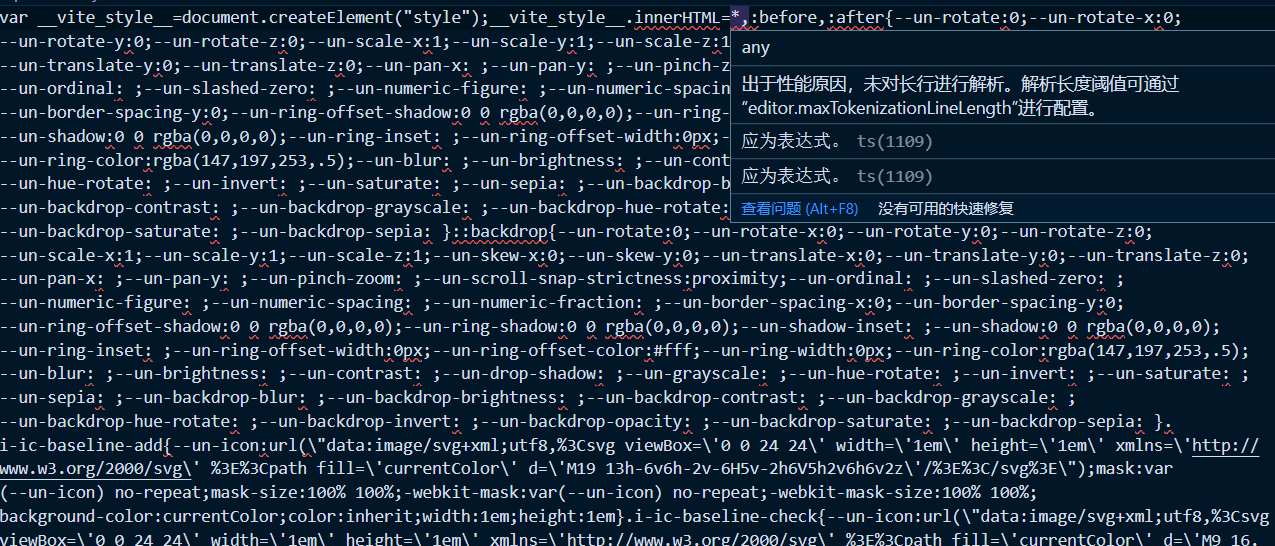 var __vite_style__=document.createElement("style");__vite_style__.innerHTML=*,:before,:after{--un-rotate:0;--un-rotate-x:0;
--un-rotate-y:0;--un-rotate-z:0;--un-scale-x:1;--un-scale-y:1;--un-scale-z:1
any
--un-translate-y:0;--un-translate-z:0;--un-pan-x: ;--un-pan-y: ;--un-pinch-z
出于性能原因，未对长行进行解析。解析长度阈值可通过
--un-ordinal: ;--un-slashed-zero: ;--un-numeric-figure: ;--un-numeric-spacin
“editor.maxTokenizationLineLength”进行配置。
--un-border-spacing-y:0;--un-ring-offset-shadow:0 0 rgba(0,0,0,0);--un-ring-
--un-shadow:0 0 rgba(0,0,0,0);--un-ring-inset: ;--un-ring-offset-width:0px;-
应为表达式。 ts(1109)
--un-ring-color:rgba(147,197,253,.5);--un-blur: ;--un-brightness: ;--un-cont
应为表达式。 ts(1109)
--un-hue-rotate: ;--un-invert: ;--un-saturate: ;--un-sepia: ;--un-backdrop-b
--un-backdrop-contrast: ;--un-backdrop-grayscale: ;--un-backdrop-hue-rotate:
查看问题 (Alt+F8) 没有可用的快速修复
--un-backdrop-saturate: ;--un-backdrop-sepia: }::backdrop{--un-rotate:0;--un-rotate-x:0;--un-rotate-y:0;--un-rotate-z:0;
--un-scale-x:1;--un-scale-y:1;--un-scale-z:1;--un-skew-x:0;--un-skew-y:0;--un-translate-x:0;--un-translate-y:0;--un-translate-z:0;
--un-pan-x: ;--un-pan-y: ;--un-pinch-zoom: ;--un-scroll-snap-strictness:proximity;--un-ordinal: ;--un-slashed-zero: ;
--un-numeric-figure: ;--un-numeric-spacing: ;--un-numeric-fraction: ;--un-border-spacing-x:0;--un-border-spacing-y:0;
--un-ring-offset-shadow:0 0 rgba(0,0,0,0);--un-ring-shadow:0 0 rgba(0,0,0,0);--un-shadow-inset: ;--un-shadow:0 0 rgba(0,0,0,0);
--un-ring-inset: ;--un-ring-offset-width:0px;--un-ring-offset-color:#fff;--un-ring-width:0px;--un-ring-color:rgba(147,197,253,.5);
--un-blur: ;--un-brightness: ;--un-contrast: ;--un-drop-shadow: ;--un-grayscale: ;--un-hue-rotate: ;--un-invert: ;--un-saturate: ;
--un-sepia: ;--un-backdrop-blur: ;--un-backdrop-brightness: ;--un-backdrop-contrast: ;--un-backdrop-grayscale: ;
--un-backdrop-hue-rotate: ;--un-backdrop-invert: ;--un-backdrop-opacity: ;--un-backdrop-saturate: ;--un-backdrop-sepia: }.
i-ic-baseline-add{--un-icon:url(\"data:image/svg+xml;utf8,%3Csvg viewBox=\'0 0 24 24\' width=\'1em\' height=\'1em\' xmlns=\'http://
www.w3.org/2000/svg\' %3E%3Cpath fill=\'currentColor\' d=\'M19 13h-6v6h-2v-6H5v-2h6V5h2v6h6v2z\'/%3E%3C/svg%3E\");mask:var
(--un-icon) no-repeat;mask-size:100% 100%;-webkit-mask:var(--un-icon) no-repeat;-webkit-mask-size:100% 100%;
background-color:currentColor;color:inherit;width:1em;height:1em}.i-ic-baseline-check{--un-icon:url(\"data:image/svg+xml;utf8,%3Csvg
viewBox=\'0 0 24 24\' width=\'1em\' height=\'1em\' xmlns=\'http://www.w3.org/2000/svg\' %3E%3Cpath fill=\'currentColor\' d=\'M9 16.